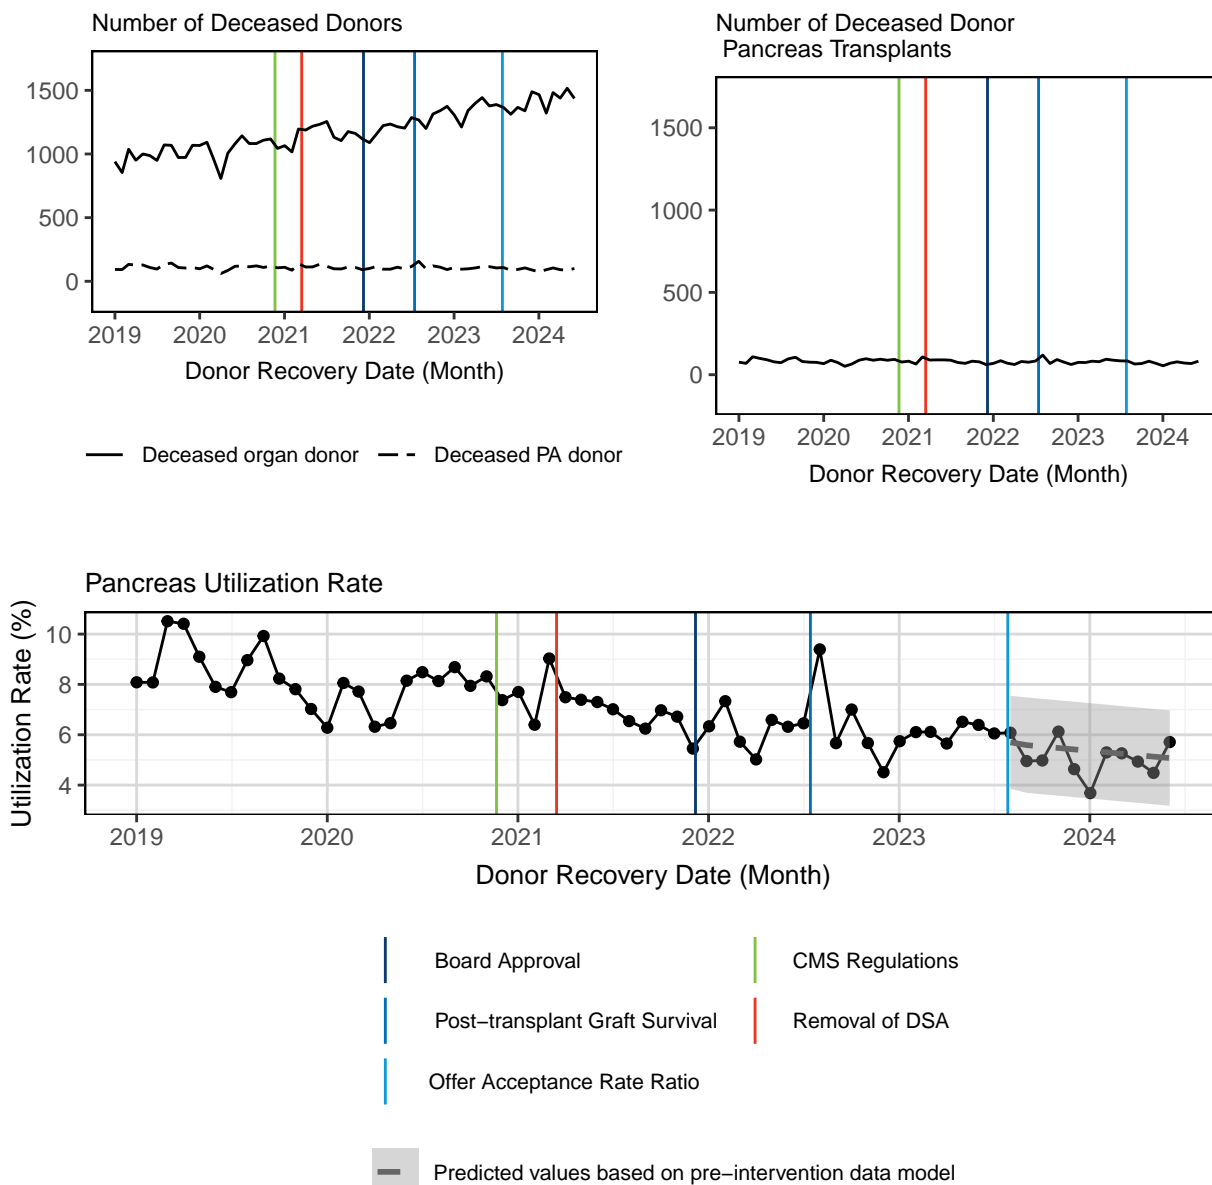 Number of Deceased Donors
1500
1000
500
0
2019 2020 2021 2022 2023 2024
Donor Recovery Date (Month)
Deceased organ donor Deceased PA donor
Number of Deceased Donor
Pancreas Transplants
1500
1000
500
0
2019 2020 2021 2022 2023 2024
Donor Recovery Date (Month)
Pancreas Utilization Rate
Utilization Rate (%)
10
8
6
4
2019 2020 2021 2022 2023 2024
Donor Recovery Date (Month)
Board Approval CMS Regulations
Post−transplant Graft Survival Removal of DSA
Offer Acceptance Rate Ratio
Predicted values based on pre−intervention data model